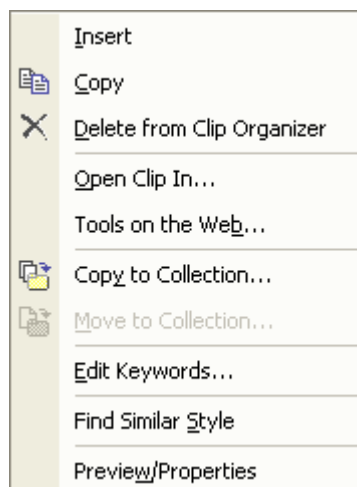 Insert
Copy
Delete from Clip Organizer
Open Clip In...
Tools on the Web...
Copy to Collection...
Move to Collection...
Edit Keywords...
Find Similar Style
Preview/Properties